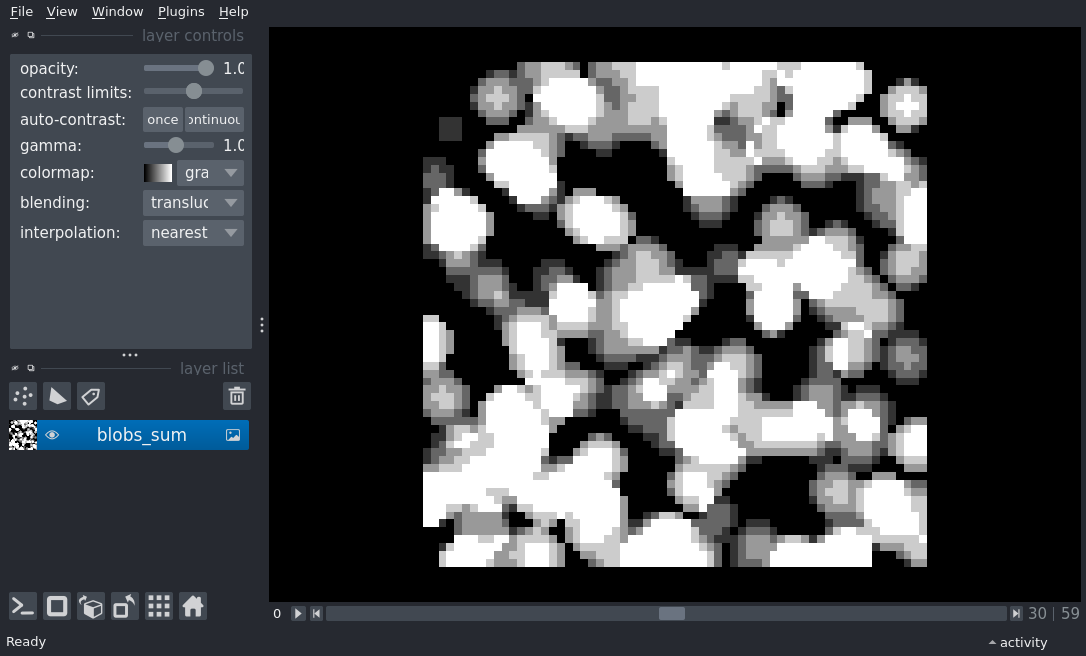 File View Window Plugins Help
layer controls
opacity: 1.0
contrast limits:
auto-contrast: once ontinuou
gamma: 1.0
colormap: gra
blending: transluc
interpolation: nearest
layer list
blobs_sum
0 30 | 59
Ready activity